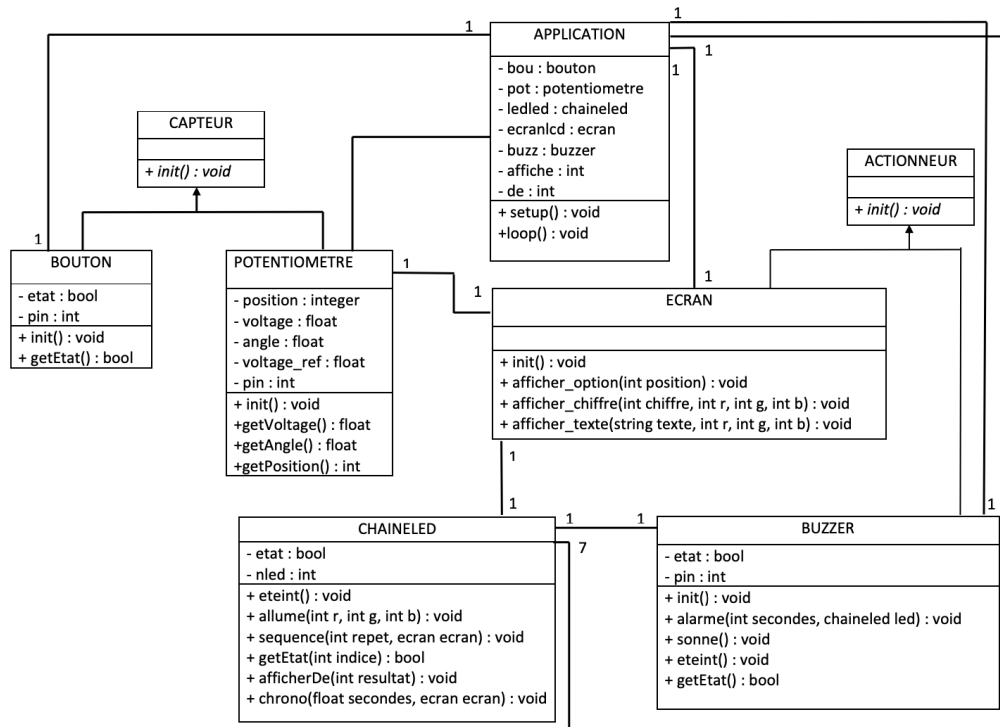 1
1
APPLICATION
1
1
- bou : bouton
- pot : potentiometre
- ledled : chaineled
- ecranlcd : ecran
- buzz : buzzer
- affiche : int
- de : int
+ setup() : void
+loop() : void
CAPTEUR
+ init() : void
ACTIONNEUR
+ init() : void
1
BOUTON
- etat : bool
- pin : int
+ init() : void
+ getEtat() : bool
POTENTIOMETRE
- position : integer
- voltage : float
- angle : float
- voltage_ref : float
- pin : int
+ init() : void
+getVoltage() : float
+getAngle() : float
+getPosition() : int
1
1
1
ECRAN
+ init() : void
+ afficher_option(int position) : void
+ afficher_chiffre(int chiffre, int r, int g, int b) : void
+ afficher_texte(string texte, int r, int g, int b) : void
1
1
CHAINELED
- etat : bool
- nled : int
+ eteint() : void
+ allume(int r, int g, int b) : void
+ sequence(int repet, ecran ecran) : void
+ getEtat(int indice) : bool
+ afficherDe(int resultat) : void
+ chrono(float secondes, ecran ecran) : void
1
7
1
1
BUZZER
- etat : bool
- pin : int
+ init() : void
+ alarme(int secondes, chaineled led) : void
+ sonne() : void
+ eteint() : void
+ getEtat() : bool